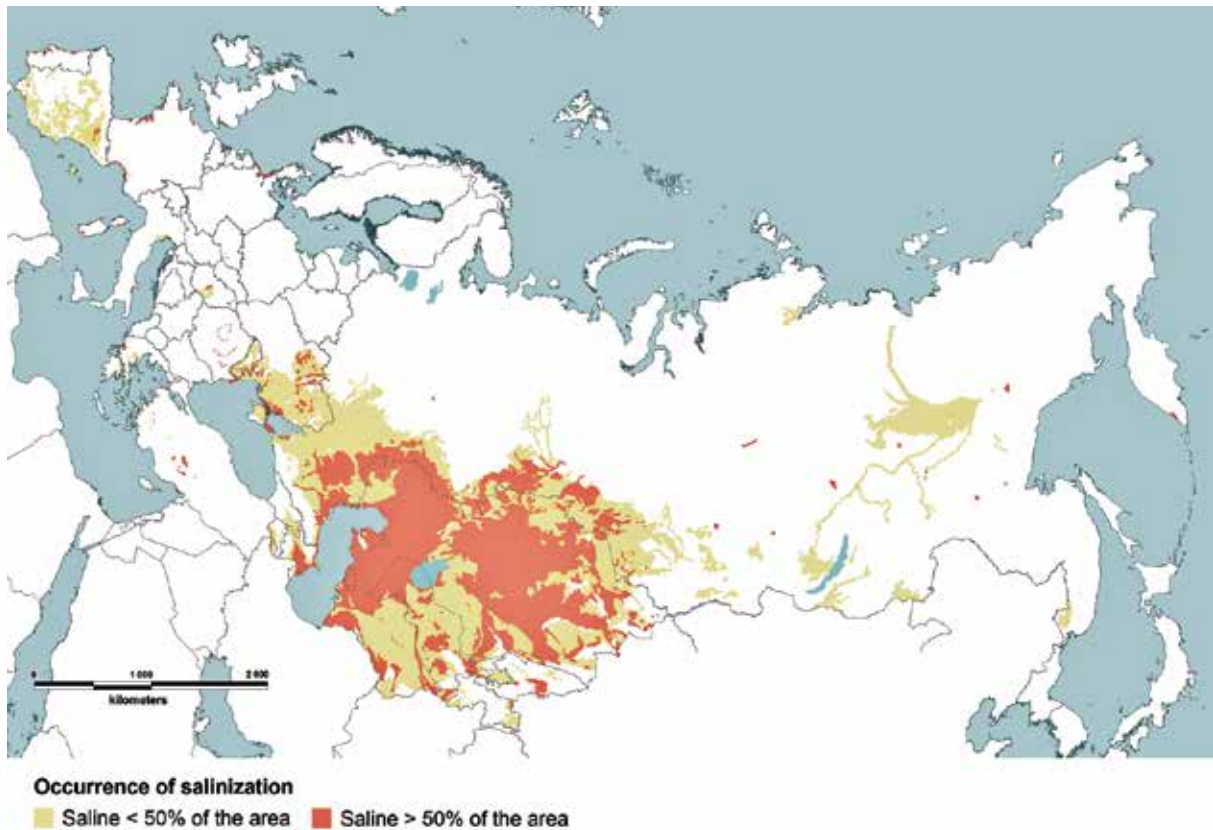 0 1 000 2 000
kilometers
Occurrence of salinization
Saline < 50% of the area Saline > 50% of the area